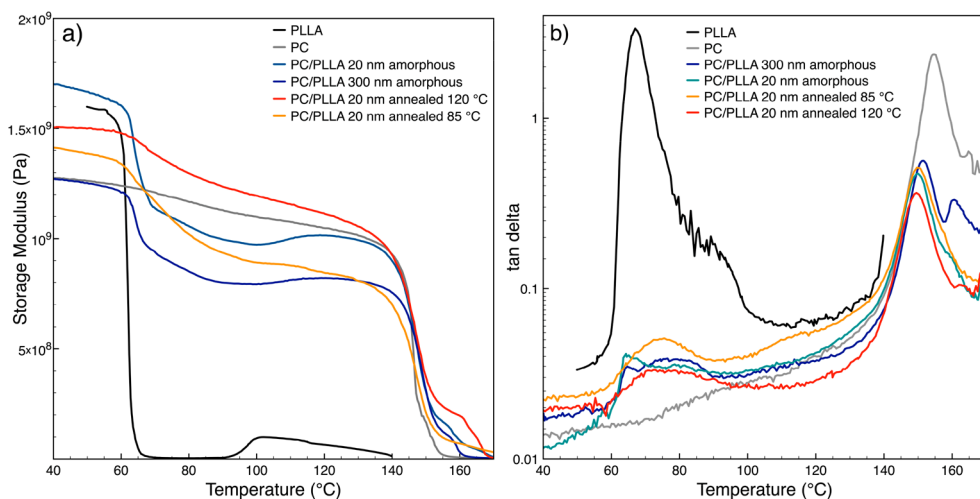 a)
PLLA
PC
PC/PLLA 20 nm amorphous
PC/PLLA 300 nm amorphous
PC/PLLA 20 nm annealed 120 °C
PC/PLLA 20 nm annealed 85 °C
Storage Modulus (Pa)
2×10⁹
1.5×10⁹
10⁹
5×10⁸
40 60 80 100 120 140 160
Temperature (°C)
b)
PLLA
PC
PC/PLLA 300 nm amorphous
PC/PLLA 20 nm amorphous
PC/PLLA 20 nm annealed 85 °C
PC/PLLA 20 nm annealed 120 °C
tan delta
1
0.1
0.01
40 60 80 100 120 140 160
Temperature (°C)